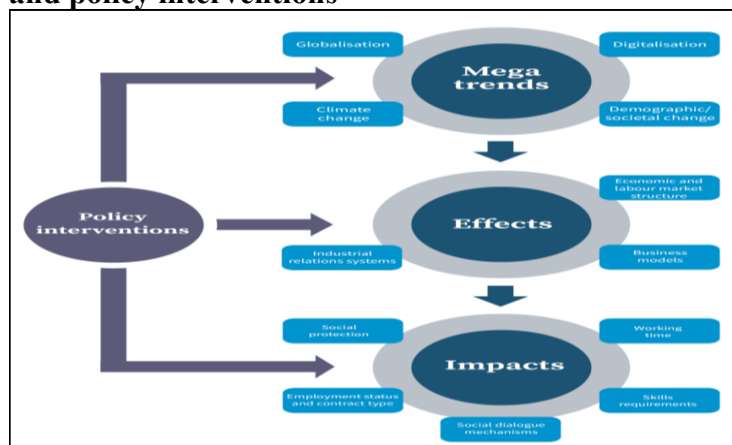 and policy interventions
Globalisation
Digitalisation
Mega
trends
Climate
change
Demographic/
societal change
Policy
interventions
Economic and
labour market
structure
Effects
Industrial
relations systems
Business
models
Social
protection
Working
time
Impacts
Employment status
and contract type
Skills
requirements
Social dialogue
mechanisms